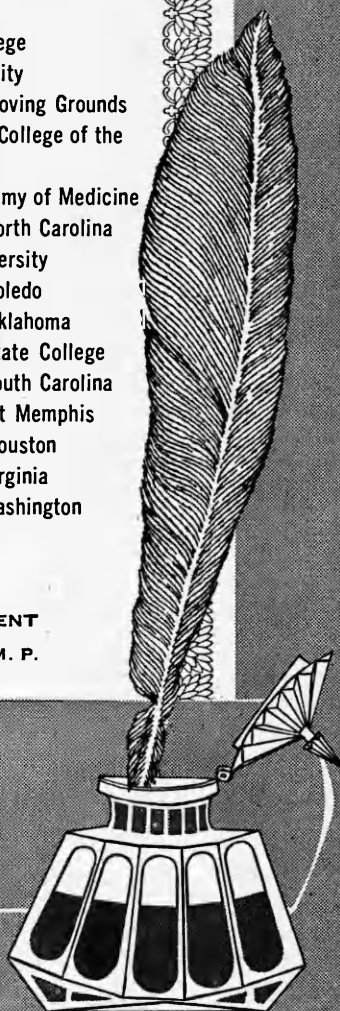 ege
ity
oving Grounds
College of the
my of Medicine
orth Carolina
ersity
oledo
klahoma
tate College
outh Carolina
t Memphis
ouston
rginia
ashington
ENT
M. P.